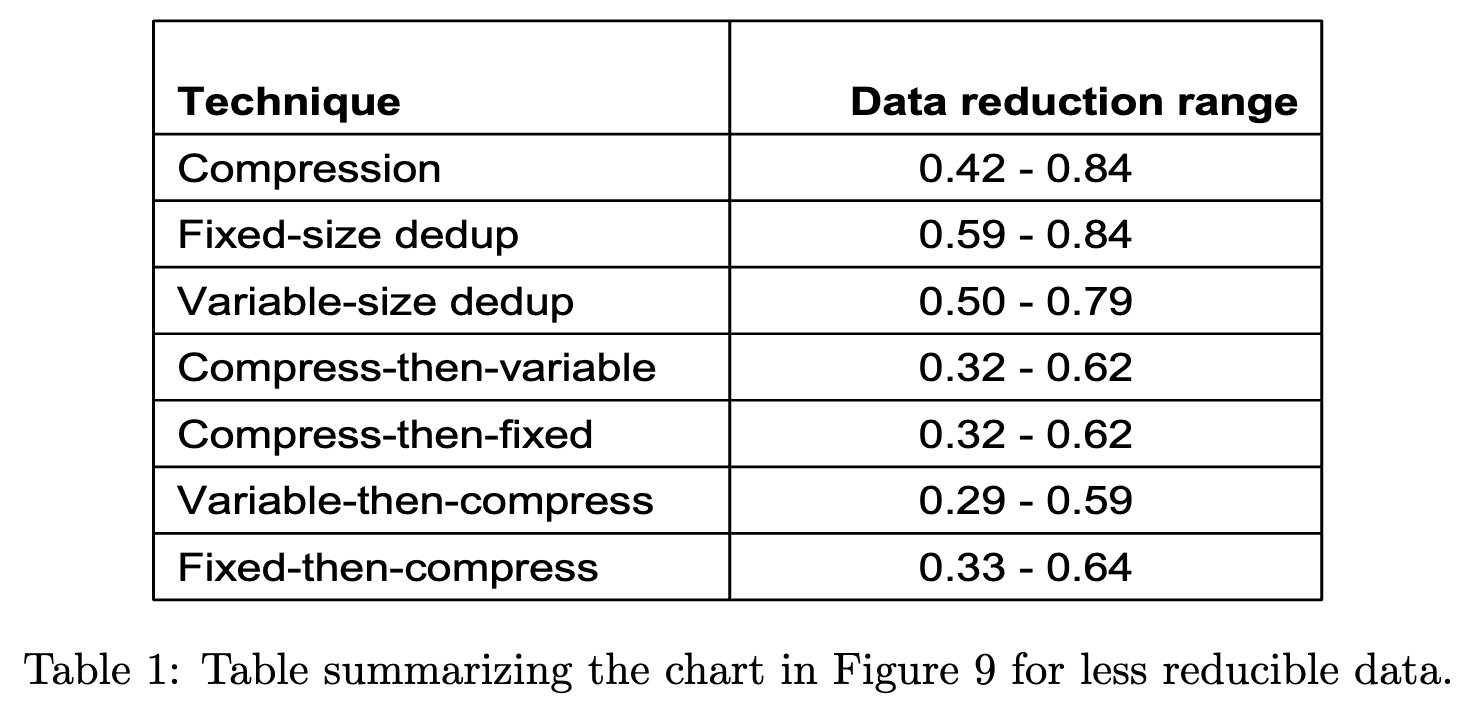 Technique Data reduction range
Compression 0.42 - 0.84
Fixed-size dedup 0.59 - 0.84
Variable-size dedup 0.50 - 0.79
Compress-then-variable 0.32 - 0.62
Compress-then-fixed 0.32 - 0.62
Variable-then-compress 0.29 - 0.59
Fixed-then-compress 0.33 - 0.64
Table 1: Table summarizing the chart in Figure 9 for less reducible data.